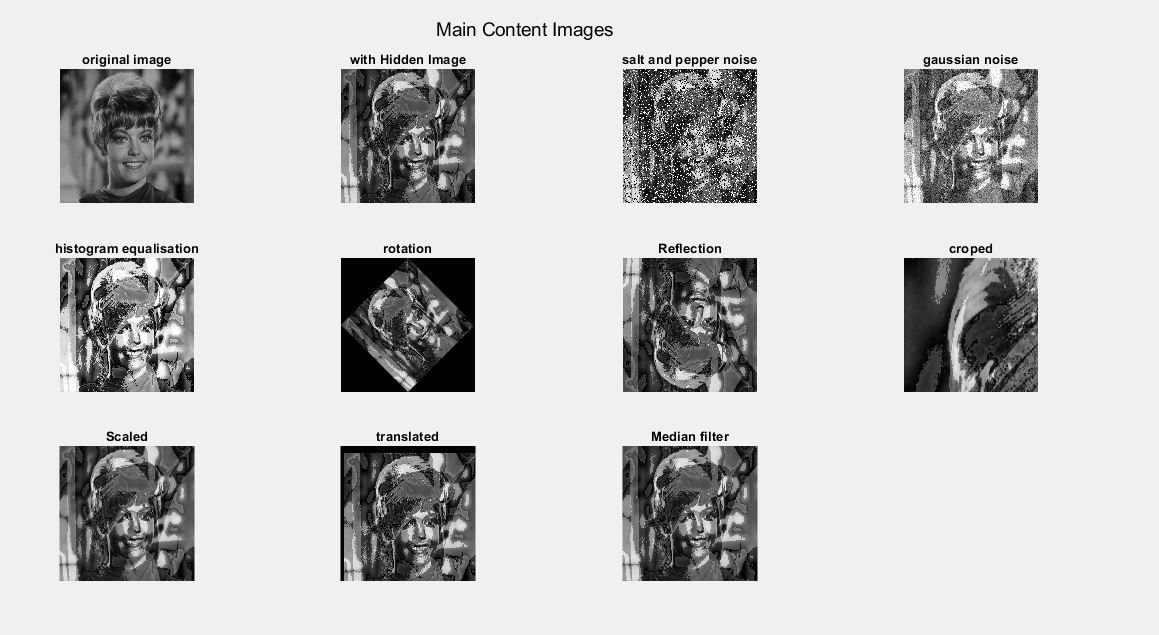 Main Content Images
original image
with Hidden Image
salt and pepper noise
gaussian noise
histogram equalisation
rotation
Reflection
croped
Scaled
translated
Median filter